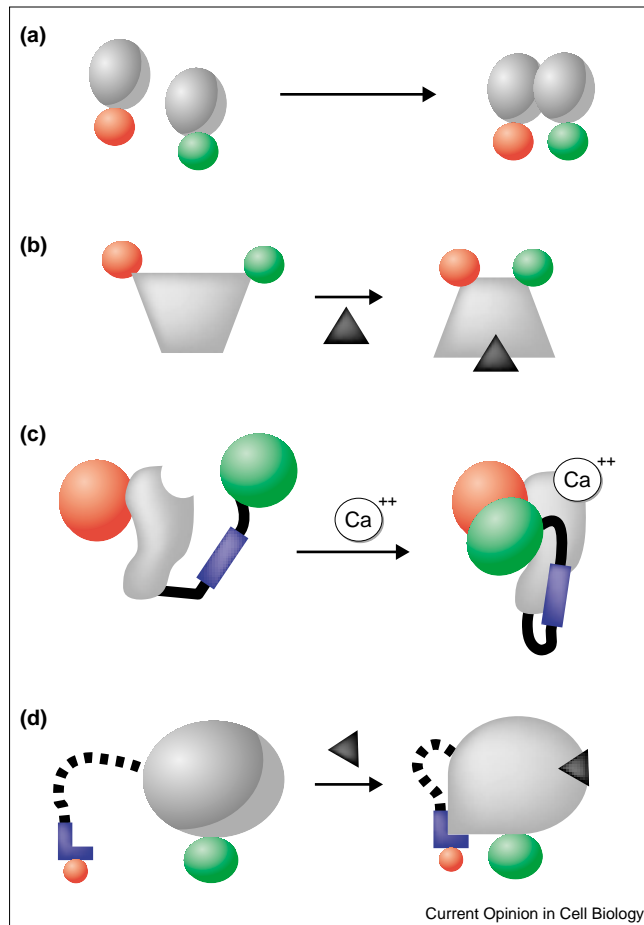 (a)
(b)
(c)
Ca++
Ca++
(d)
Current Opinion in Cell Biology